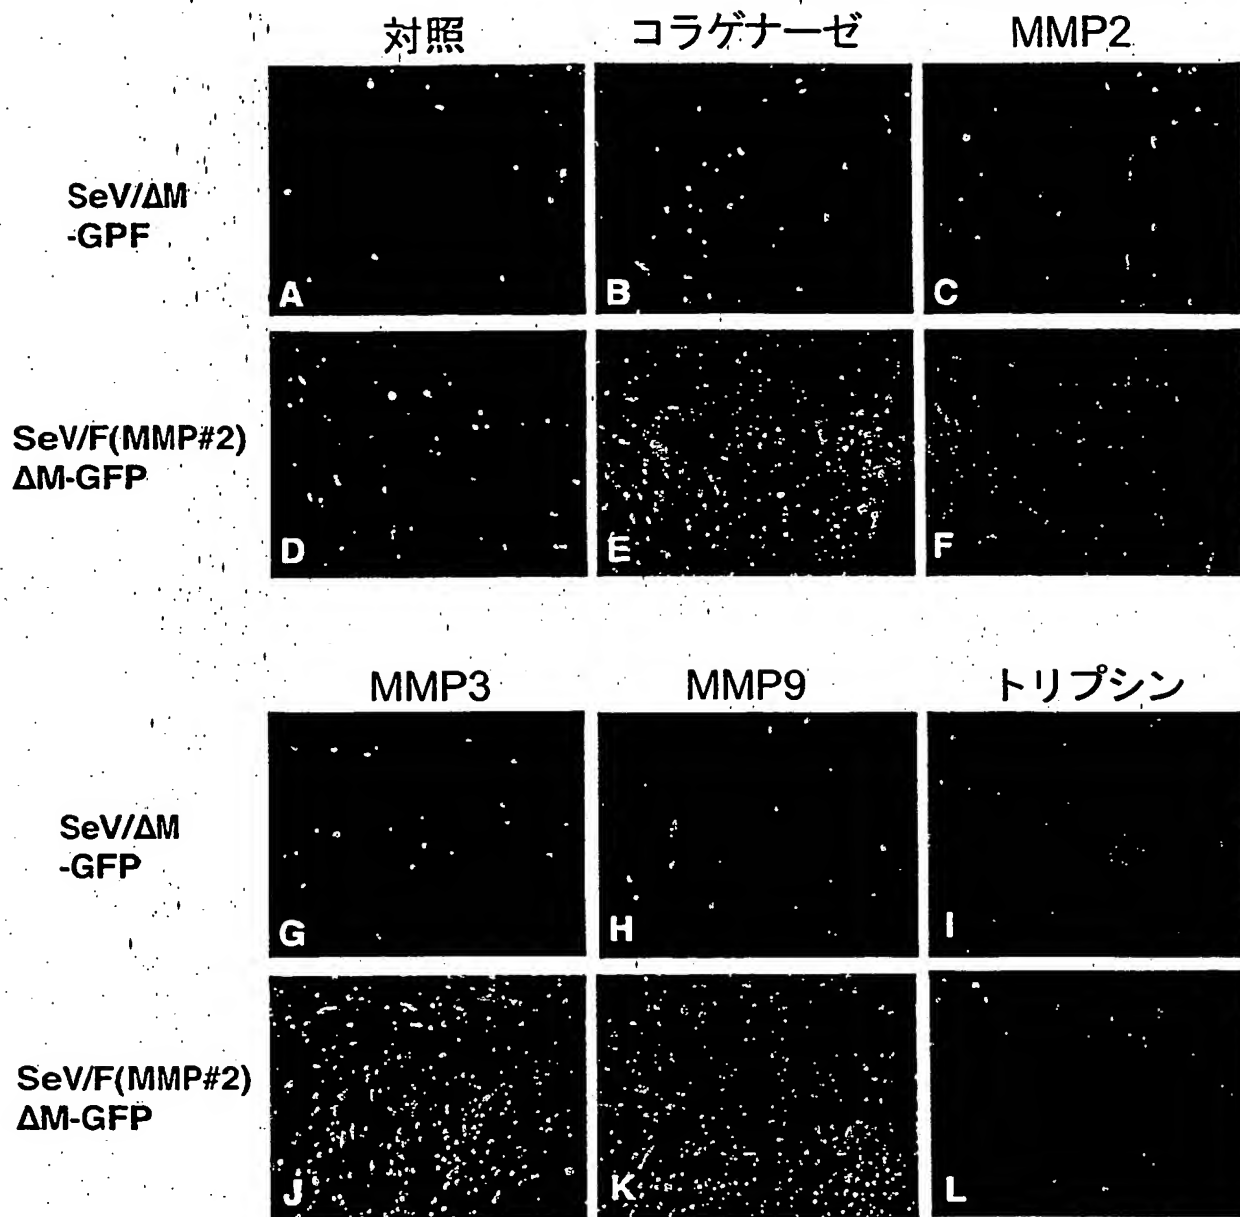 対照 コラゲナーゼ MMP2
SeV/ΔM
-GPF
A B C
SeV/F(MMP#2)
ΔM-GFP
D E F
MMP3 MMP9 トリプシン
SeV/ΔM
-GFP
G H I
SeV/F(MMP#2)
ΔM-GFP
J K L